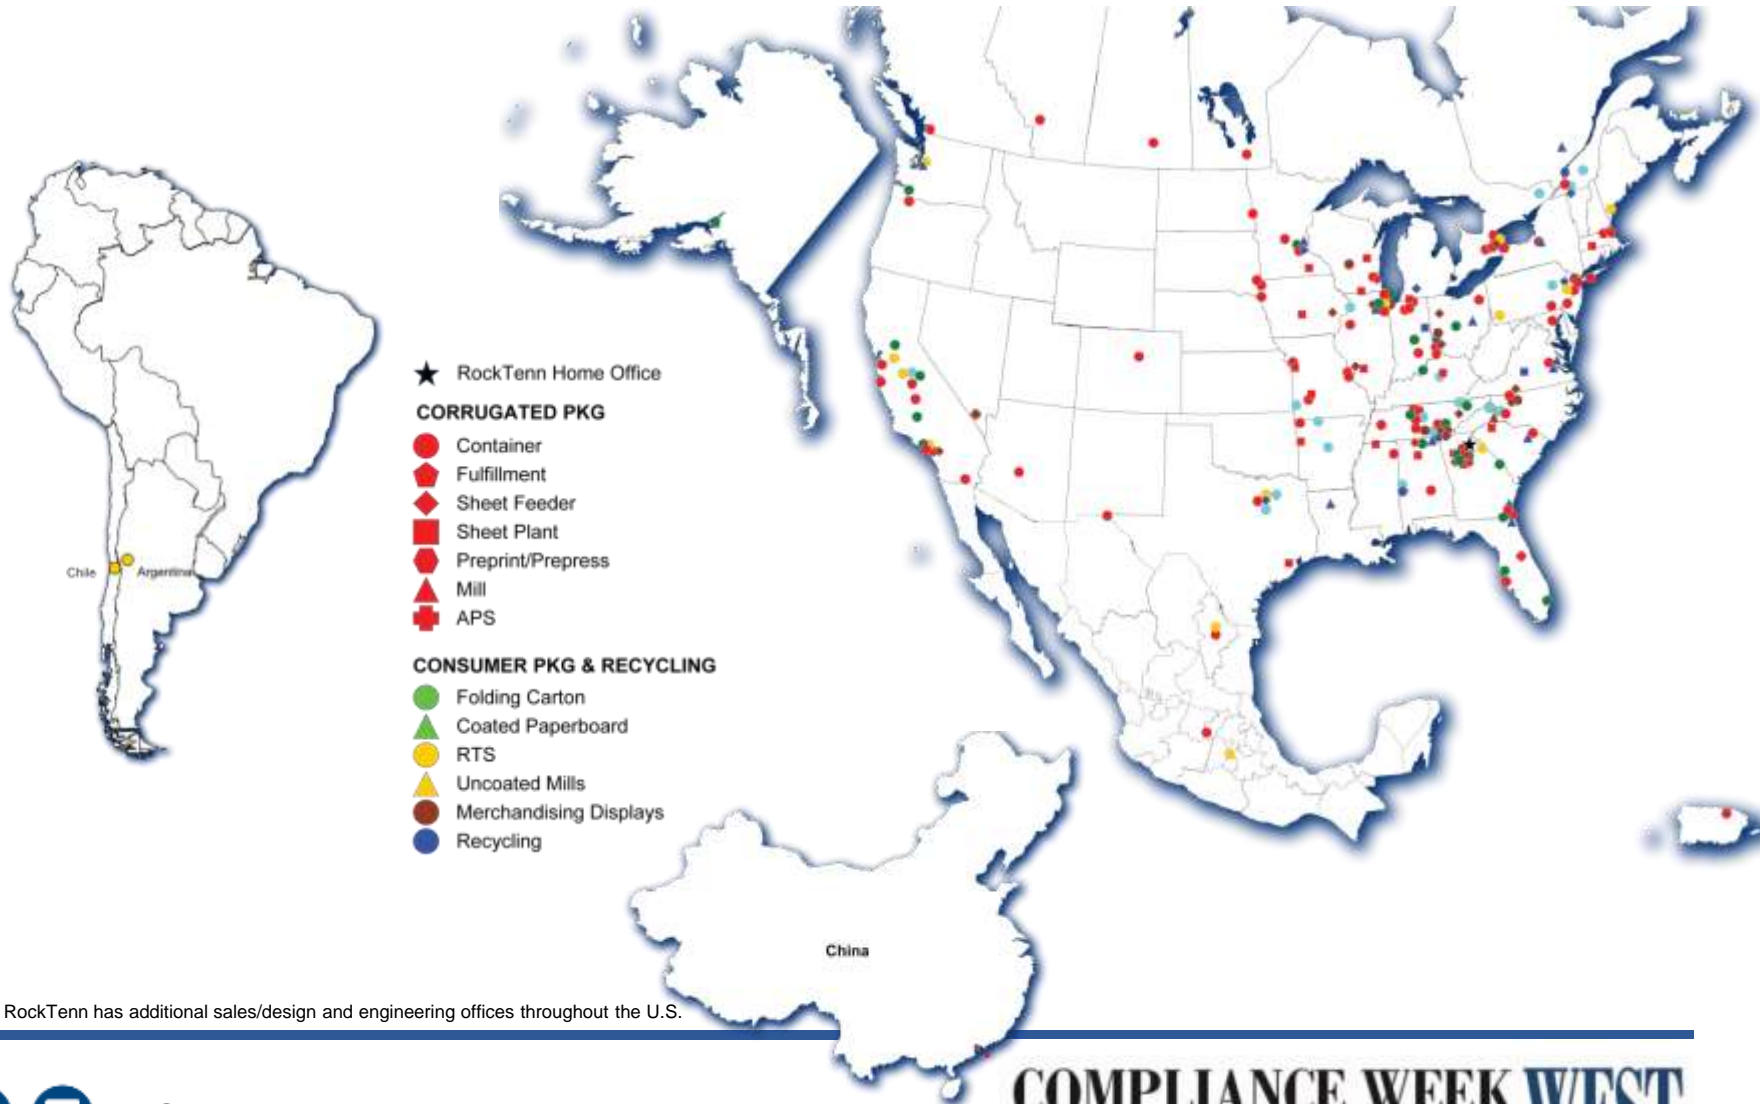 RockTenn Home Office
CORRUGATED PKG
Container
Fulfillment
Sheet Feeder
Sheet Plant
Preprint/Prepress
Mill
APS
CONSUMER PKG & RECYCLING
Folding Carton
Coated Paperboard
RTS
Uncoated Mills
Merchandising Displays
Recycling
Chile
Argentina
China
RockTenn has additional sales/design and engineering offices throughout the U.S.
COMPLIANCE WEEK WEST